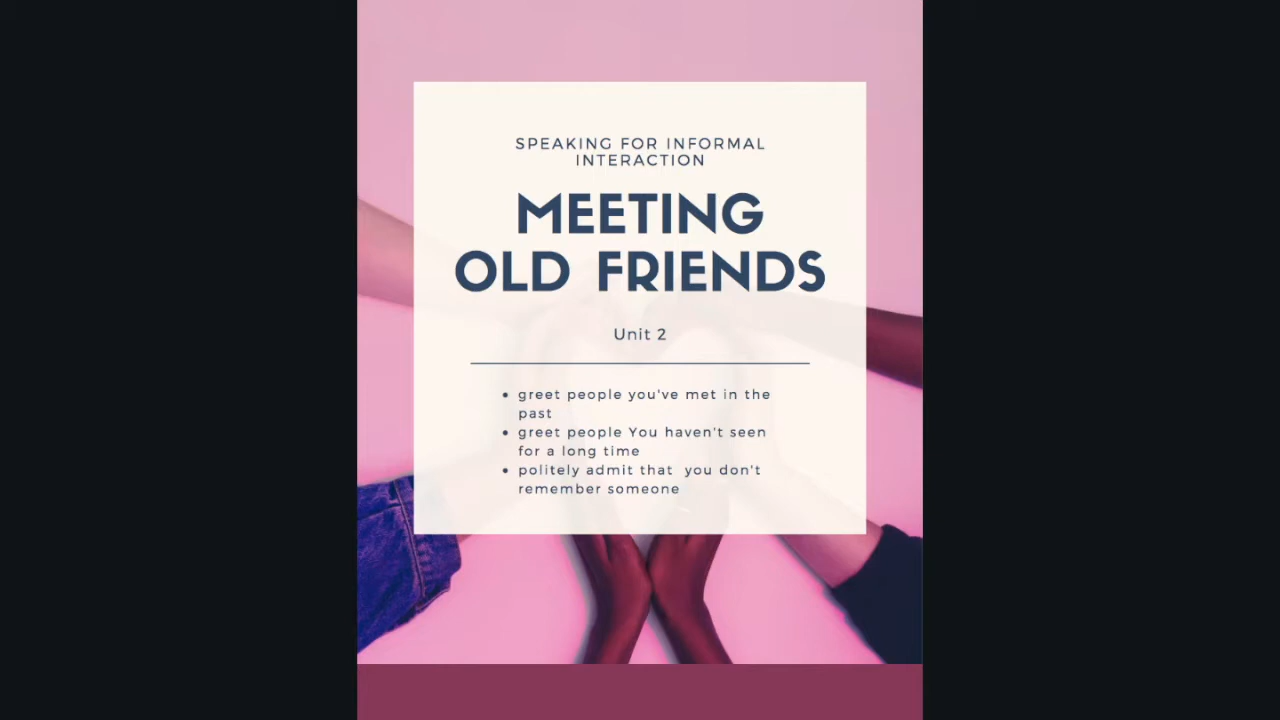 SPEAKING FOR INFORMAL
INTERACTION
MEETING
OLD FRIENDS
Unit 2
• greet people you've met in the
past
• greet people You haven't seen
for a long time
• politely admit that you don't
remember someone